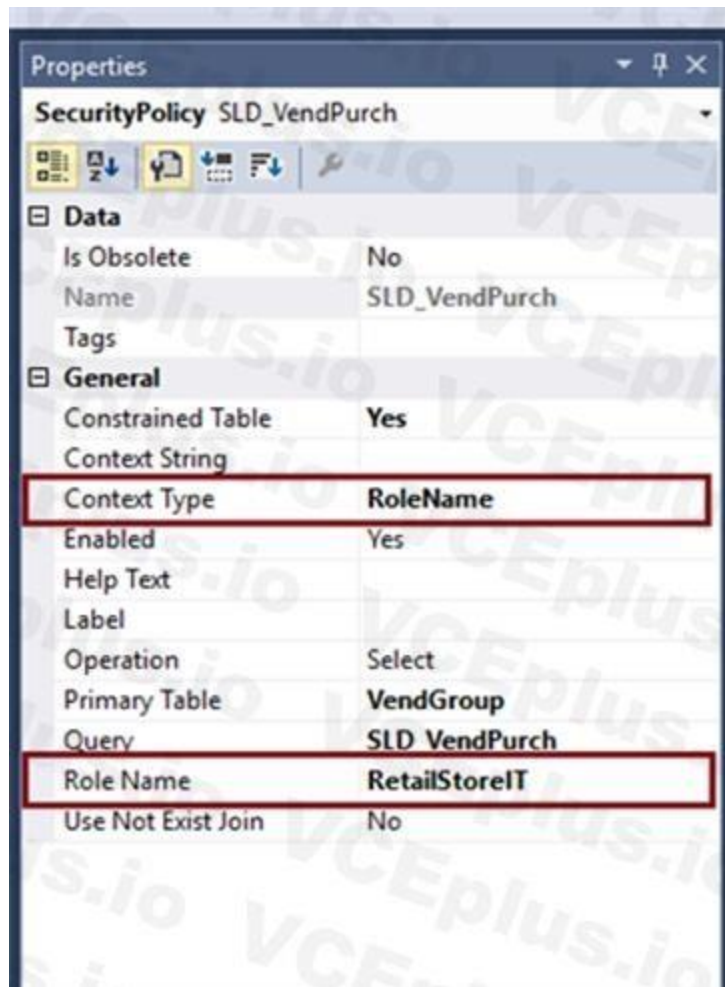 Properties
SecurityPolicy SLD_VendPurch
Data
Is Obsolete No
Name SLD_VendPurch
Tags
General
Constrained Table Yes
Context String
Context Type RoleName
Enabled Yes
Help Text
Label
Operation Select
Primary Table VendGroup
Query SLD_VendPurch
Role Name RetailStoreIT
Use Not Exist Join No
VCEplus.io